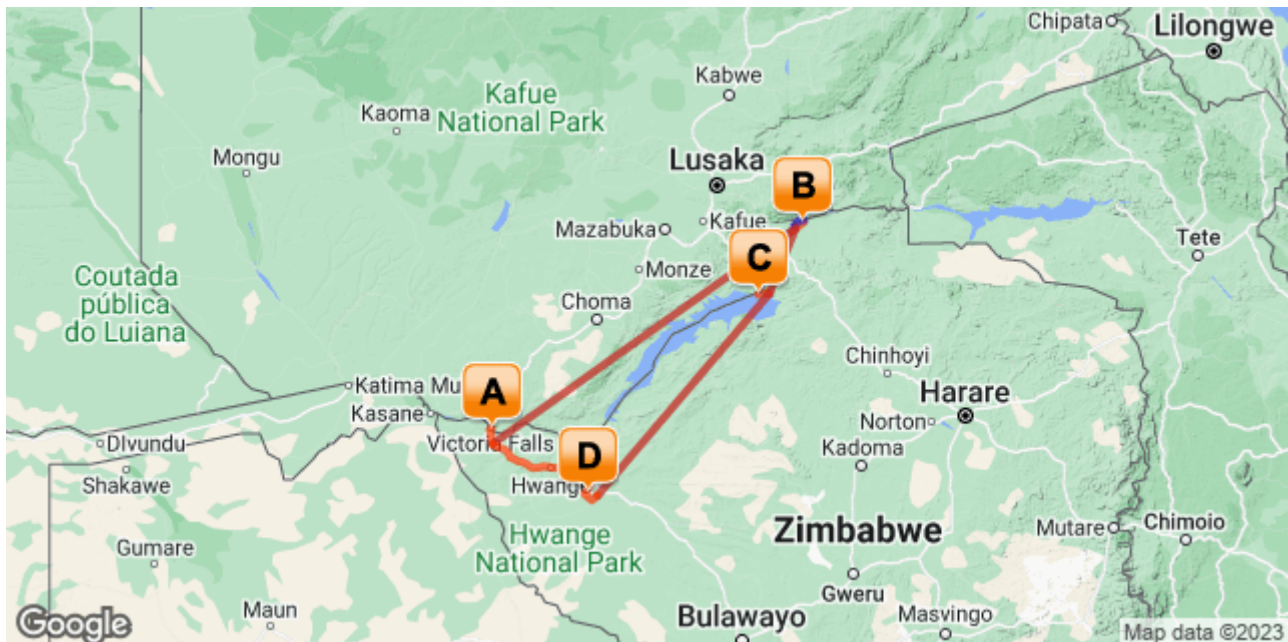 Chipata
Lilongwe
Kabwe
Kafue
National Park
Kaoma
Mongu
Lusaka
B
Kafue
Mazabuka
Tete
Coutada
pública
do Luiana
Monze
C
Choma
Chinhoyi
Katima Mu
A
Harare
Kasane
Norton
DIvundu
Victoria Falls
D
Kadoma
Shakawe
Hwange
Zimbabwe
Mutare
Chimoio
Hwange
National Park
Gumare
Gweru
Maun
Bulawayo
Masvingo
Google
Map data ©2023